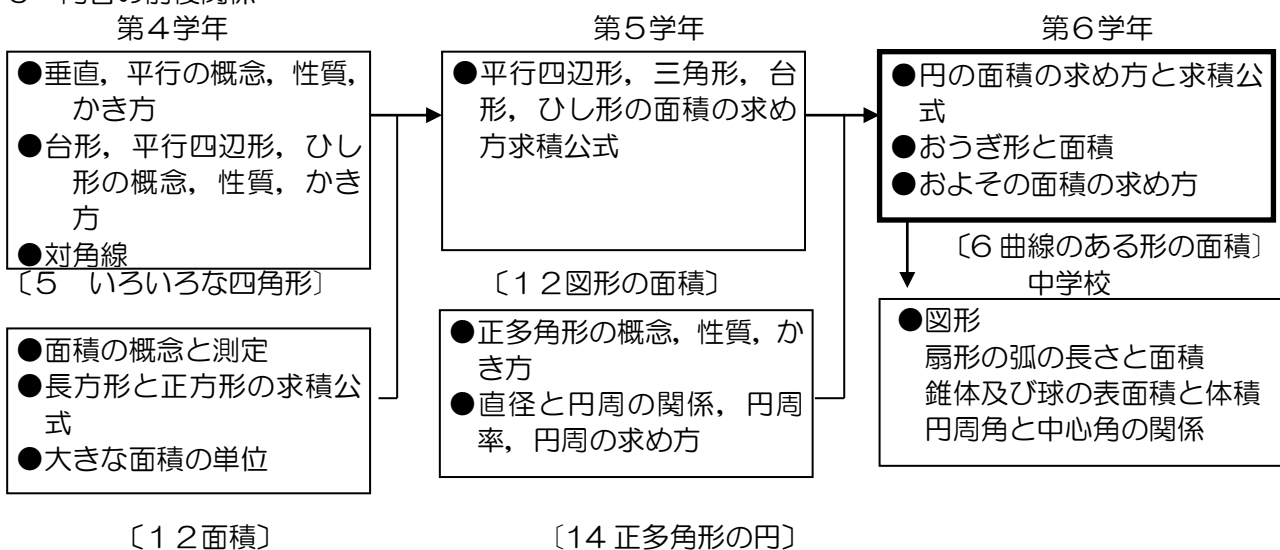 第４学年
第５学年
第６学年
●垂直，平行の概念，性質，
かき方
●台形，平行四辺形，ひし
形の概念，性質，かき
方
●対角線
〔５　いろいろな四角形〕
●平行四辺形，三角形，台
形，ひし形の面積の求め
方求積公式
〔１２図形の面積〕
●円の面積の求め方と求積公
式
●おうぎ形と面積
●およその面積の求め方
〔6 曲線のある形の面積〕
●面積の概念と測定
●長方形と正方形の求積公
式
●大きな面積の単位
〔１２面積〕
●正多角形の概念，性質，か
き方
●直径と円周の関係，円周
率，円周の求め方
〔14 正多角形の円〕
中学校
●図形
扇形の弧の長さと面積
錐体及び球の表面積と体積
円周角と中心角の関係